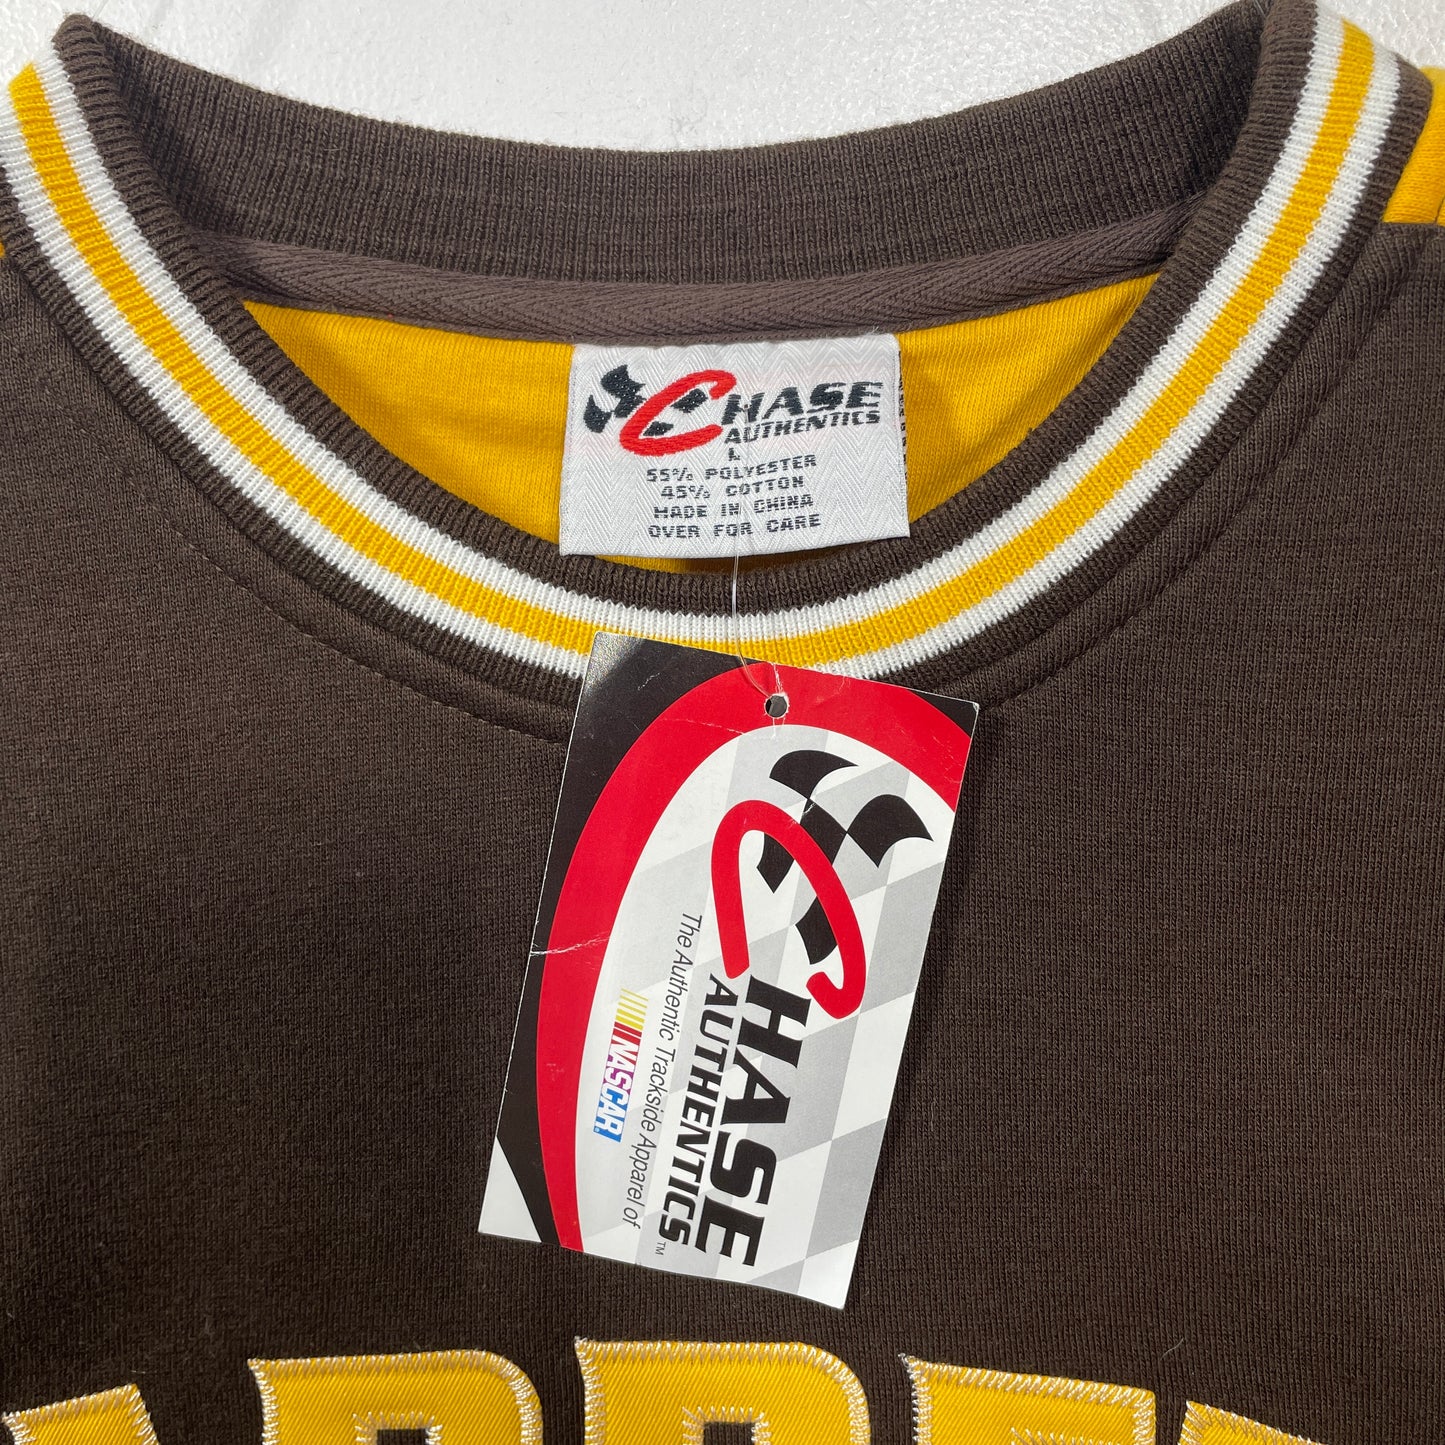 CHASE
AUTHENTICS
L
55% POLYESTER
45% COTTON
MADE IN CHINA
OVER FOR CARE
CHASE
AUTHENTICS™
The Authentic Trackside Apparel of
NASCAR